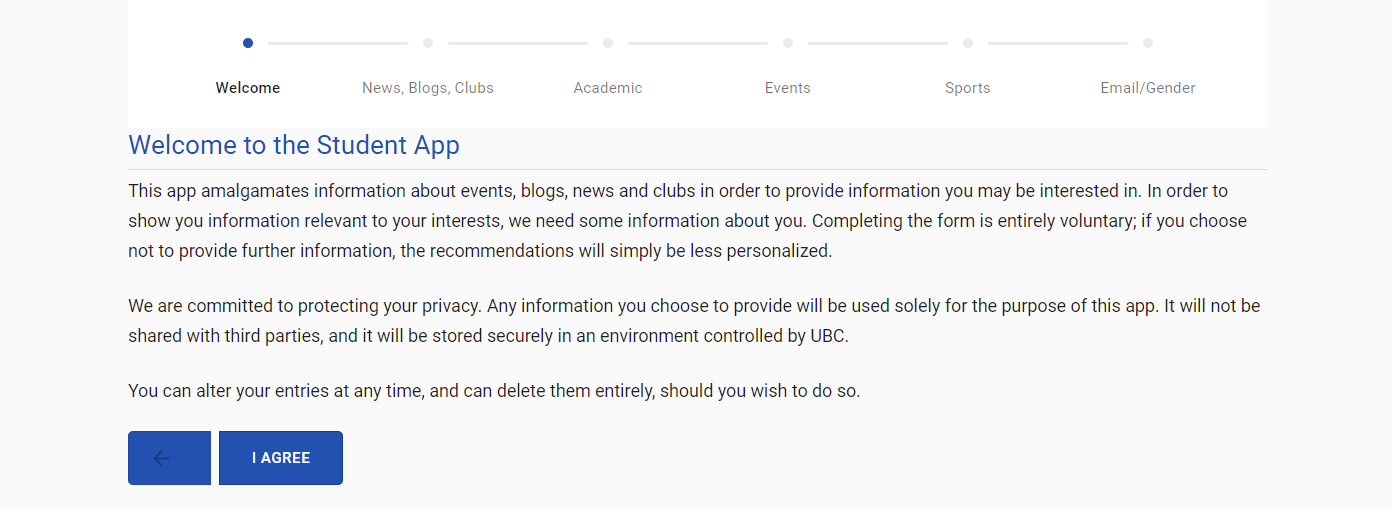 Welcome
News, Blogs, Clubs
Academic
Events
Sports
Email/Gender
Welcome to the Student App
This app amalgamates information about events, blogs, news and clubs in order to provide information you may be interested in. In order to
show you information relevant to your interests, we need some information about you. Completing the form is entirely voluntary; if you choose
not to provide further information, the recommendations will simply be less personalized.
We are committed to protecting your privacy. Any information you choose to provide will be used solely for the purpose of this app. It will not be
shared with third parties, and it will be stored securely in an environment controlled by UBC.
You can alter your entries at any time, and can delete them entirely, should you wish to do so.
I AGREE